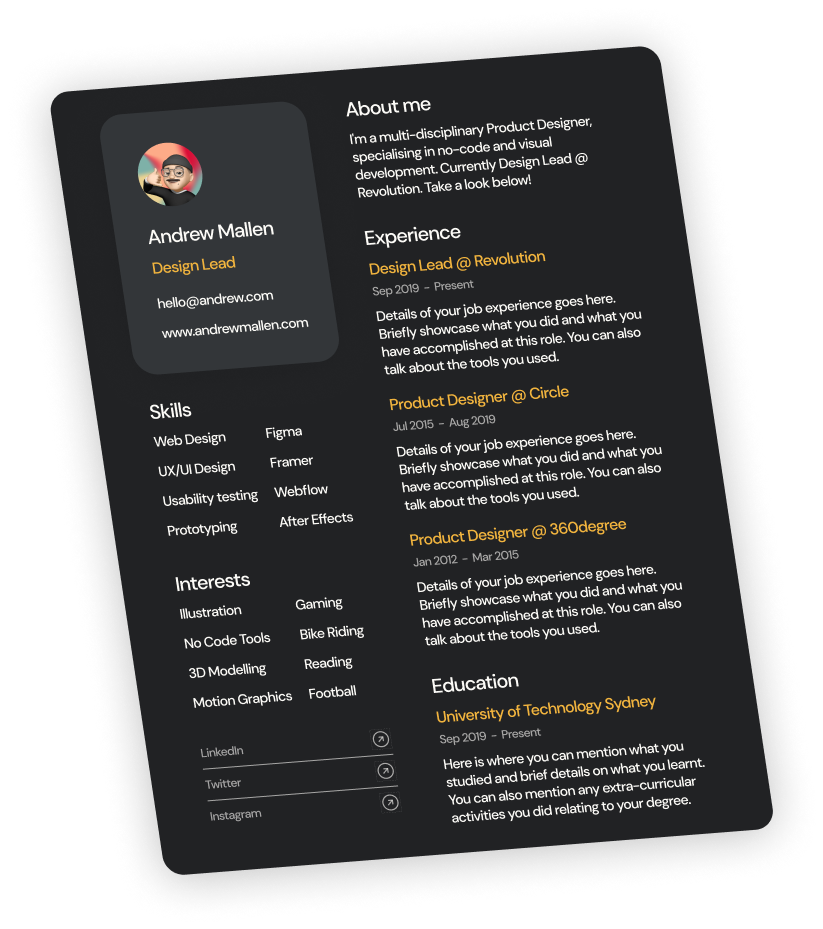 Andrew Mallen
Design Lead
hello@andrew.com
www.andrewmallen.com
Skills
Web Design
Figma
UX/UI Design
Framer
Usability testing
Webflow
Prototyping
After Effects
Interests
Illustration
Gaming
No Code Tools
Bike Riding
3D Modelling
Reading
Motion Graphics
Football
LinkedIn
Twitter
Instagram
About me
I'm a multi-disciplinary Product Designer,
specialising in no-code and visual
development. Currently Design Lead @
Revolution. Take a look below!
Experience
Design Lead @ Revolution
Sep 2019 - Present
Details of your job experience goes here.
Briefly showcase what you did and what you
have accomplished at this role. You can also
talk about the tools you used.
Product Designer @ Circle
Jul 2015 - Aug 2019
Details of your job experience goes here.
Briefly showcase what you did and what you
have accomplished at this role. You can also
talk about the tools you used.
Product Designer @ 360degree
Jan 2012 - Mar 2015
Details of your job experience goes here.
Briefly showcase what you did and what you
have accomplished at this role. You can also
talk about the tools you used.
Education
University of Technology Sydney
Sep 2019 - Present
Here is where you can mention what you
studied and brief details on what you learnt.
You can also mention any extra-curricular
activities you did relating to your degree.